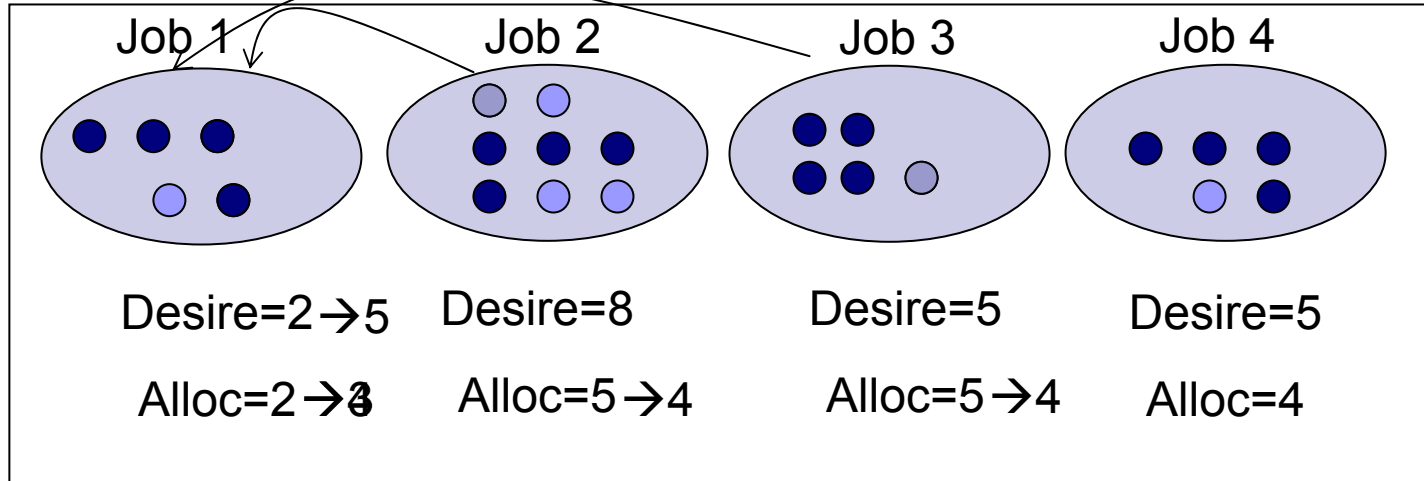 Job 1 Job 2 Job 3 Job 4
Desire=2→5 Desire=8 Desire=5 Desire=5
Alloc=2→ Alloc=5→4 Alloc=5→4 Alloc=4